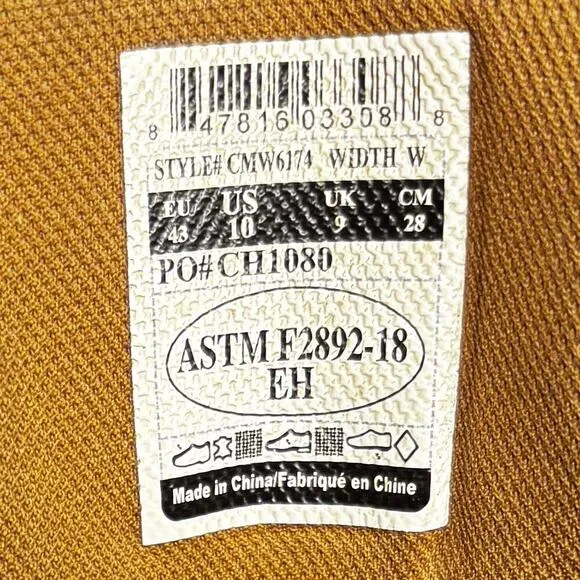 8 47816 03308 8
STYLE# CMW6174 WIDTH W
EU US UK CM
43 10 9 28
PO# CH1080
ASTM F2892-18
EH
Made in China/Fabriqué en Chine